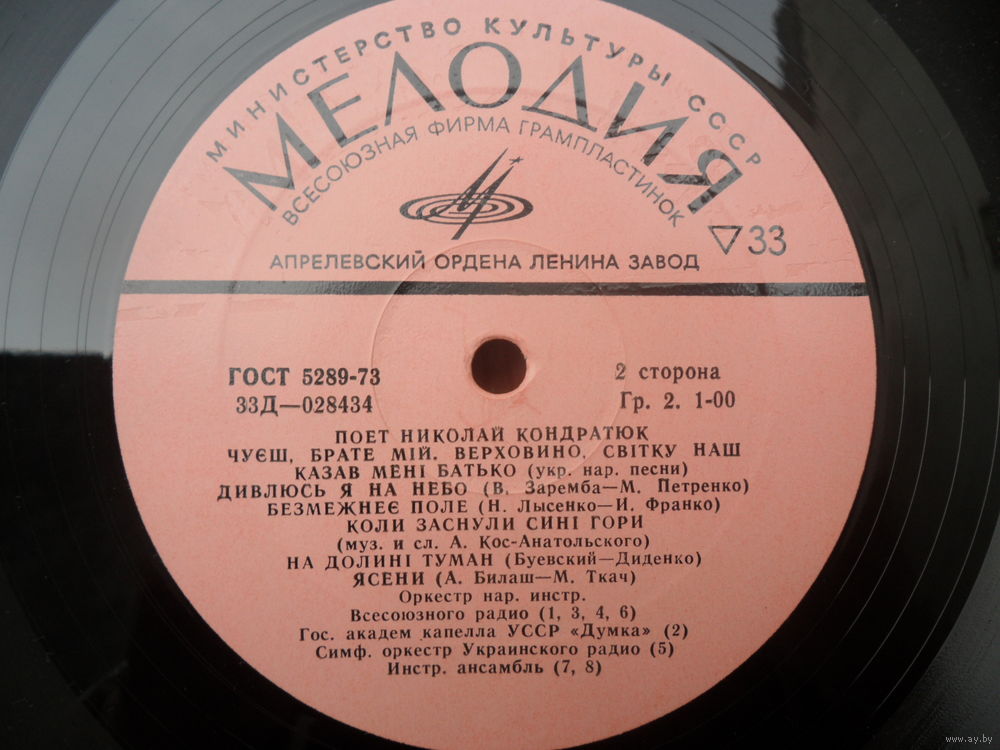 МИНИСТЕРСТВО КУЛЬТУРЫ СССР
МЕЛОДИЯ
ВСЕСОЮЗНАЯ ФИРМА ГРАМПЛАСТИНОК
33
АПРЕЛЕВСКИЙ ОРДЕНА ЛЕНИНА ЗАВОД
ГОСТ 5289-73 2 сторона
33Д—028434 Гр. 2. 1-00
ПОЕТ НИКОЛАЙ КОНДРАТЮК
ЧУЄШ, БРАТЕ МІЙ. ВЕРХОВИНО, СВІТКУ НАШ
КАЗАВ МЕНІ БАТЬКО (укр. нар. песни)
ДИВЛЮСЬ Я НА НЕБО (В. Заремба—М. Петренко)
БЕЗМЕЖНЕЄ ПОЛЕ (Н. Лысенко—И. Франко)
КОЛИ ЗАСНУЛИ СИНІ ГОРИ
(муз. и сл. А. Кос-Анатольского)
НА ДОЛИНІ ТУМАН (Буевский—Диденко)
ЯСЕНИ (А. Билаш—М. Ткач)
Оркестр нар. инстр.
Всесоюзного радио (1, 3, 4, 6)
Гос. академ капелла УССР «Думка» (2)
Симф. оркестр Украинского радио (5)
Инстр. ансамбль (7, 8)
www.ay.by